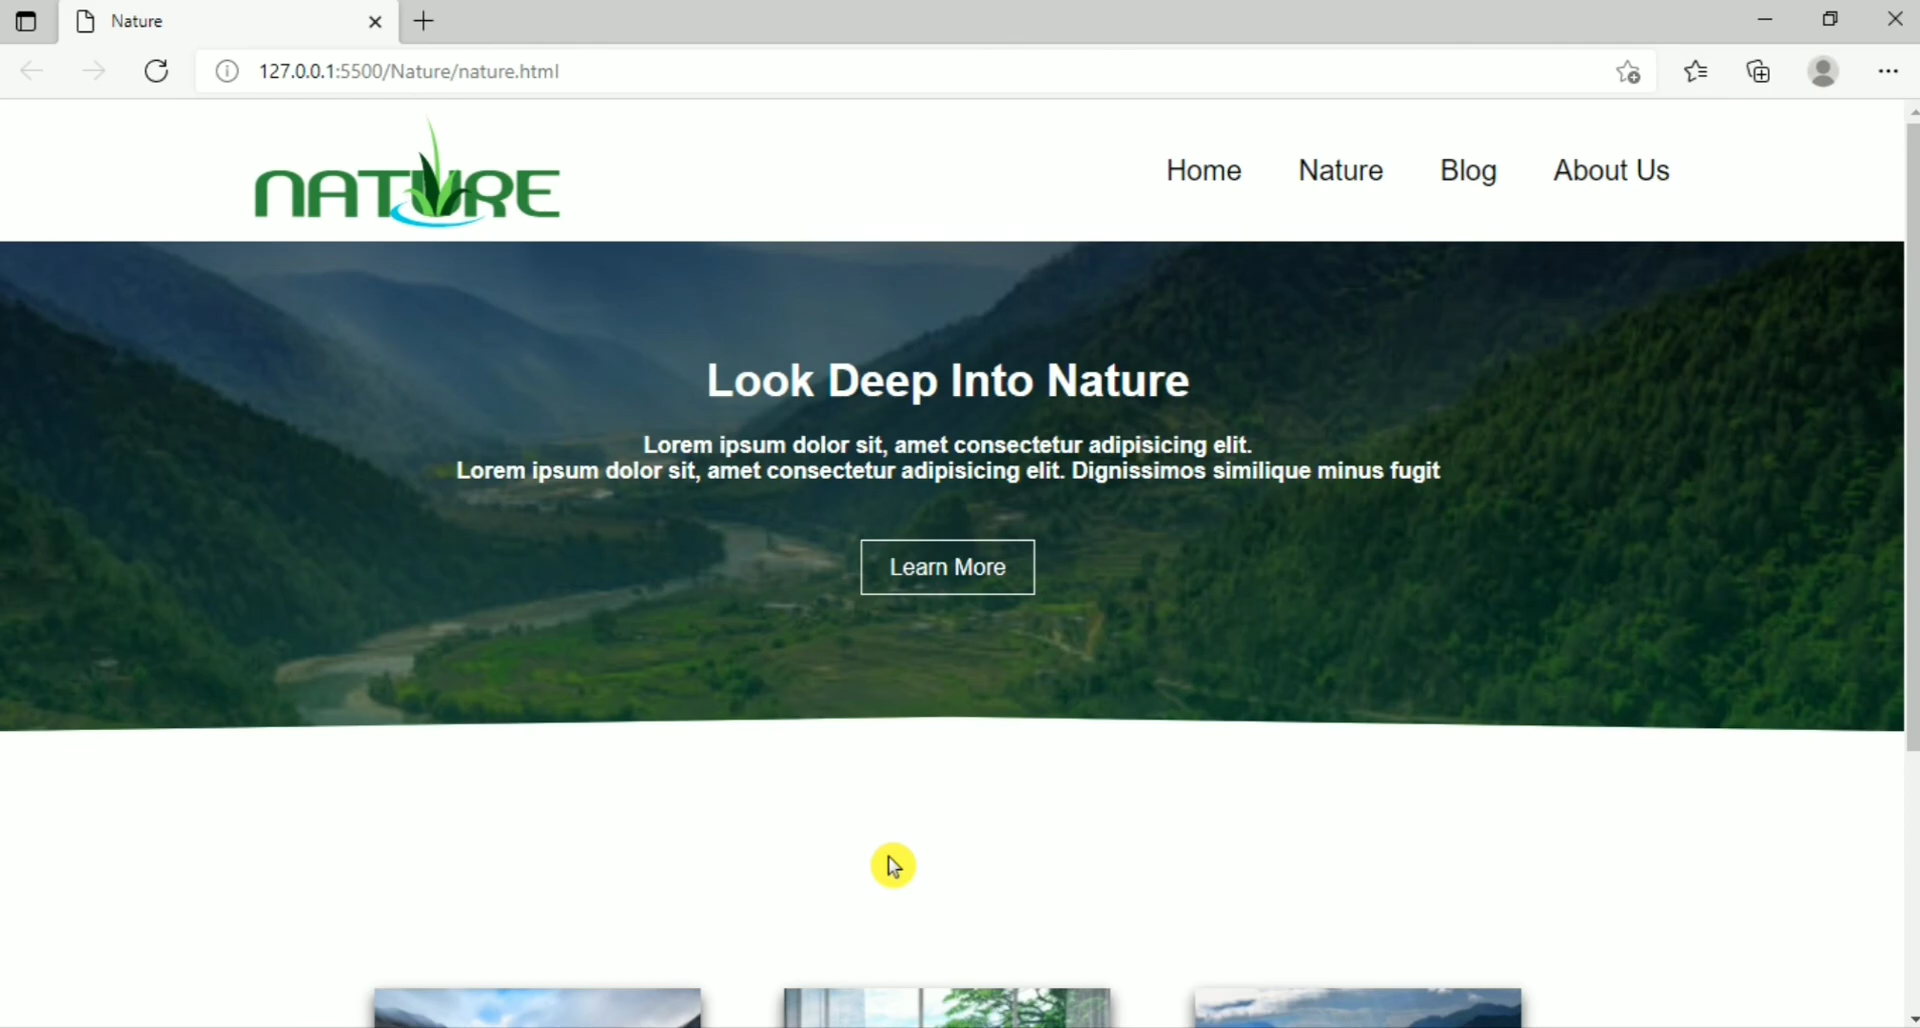 Nature
127.0.0.1:5500/Nature/nature.html
NATURE
Home
Nature
Blog
About Us
Look Deep Into Nature
Lorem ipsum dolor sit, amet consectetur adipisicing elit.
Lorem ipsum dolor sit, amet consectetur adipisicing elit. Dignissimos similique minus fugit
Learn More